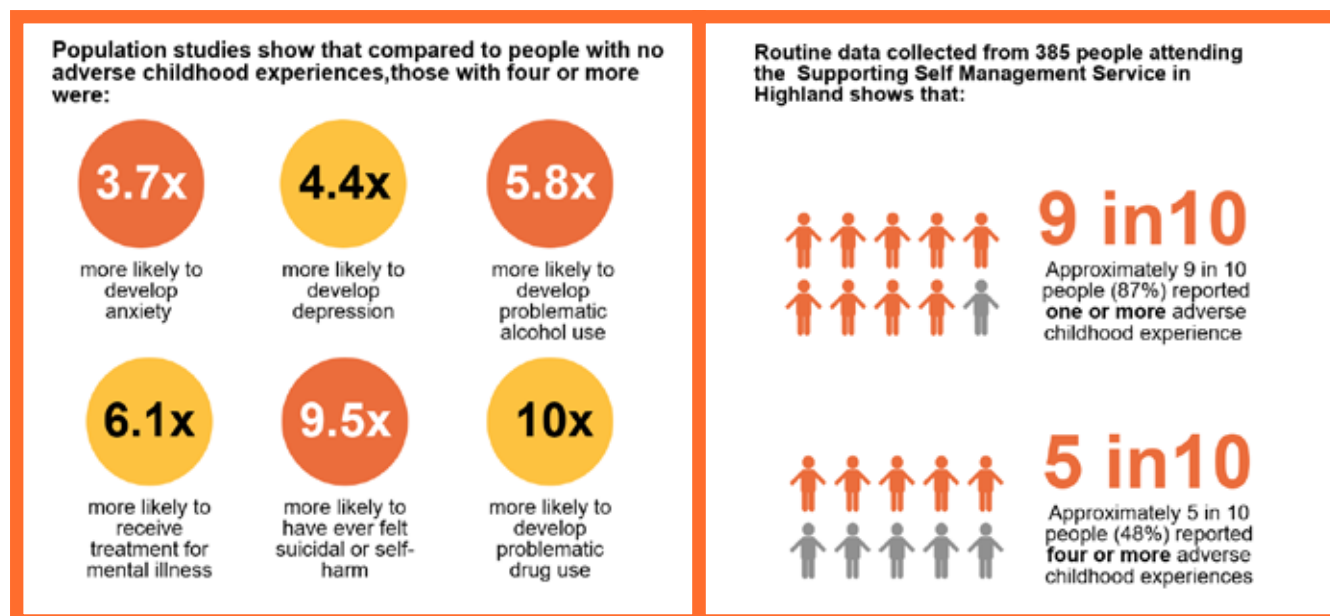 Population studies show that compared to people with no
adverse childhood experiences,those with four or more
were:
3.7x
more likely to
develop
anxiety
4.4x
more likely to
develop
depression
5.8x
more likely to
develop
problematic
alcohol use
6.1x
more likely to
receive
treatment for
mental illness
9.5x
more likely to
have ever felt
suicidal or self-
harm
10x
more likely to
develop
problematic
drug use
Routine data collected from 385 people attending
the Supporting Self Management Service in
Highland shows that:
9 in10
Approximately 9 in 10
people (87%) reported
one or more adverse
childhood experience
5 in10
Approximately 5 in 10
people (48%) reported
four or more adverse
childhood experiences